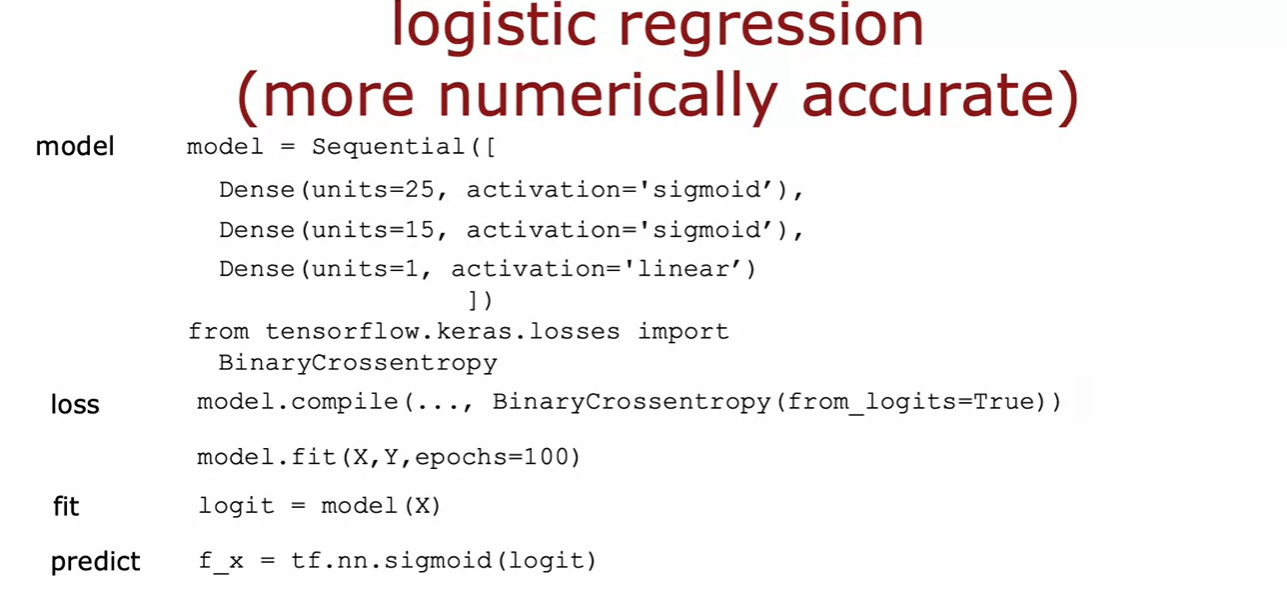 logistic regression
(more numerically accurate)
model model = Sequential([
Dense(units=25, activation='sigmoid’),
Dense(units=15, activation='sigmoid’),
Dense(units=1, activation='linear’)
])
from tensorflow.keras.losses import
BinaryCrossentropy
loss model.compile(..., BinaryCrossentropy(from_logits=True))
model.fit(X,Y,epochs=100)
fit logit = model(X)
predict f_x = tf.nn.sigmoid(logit)